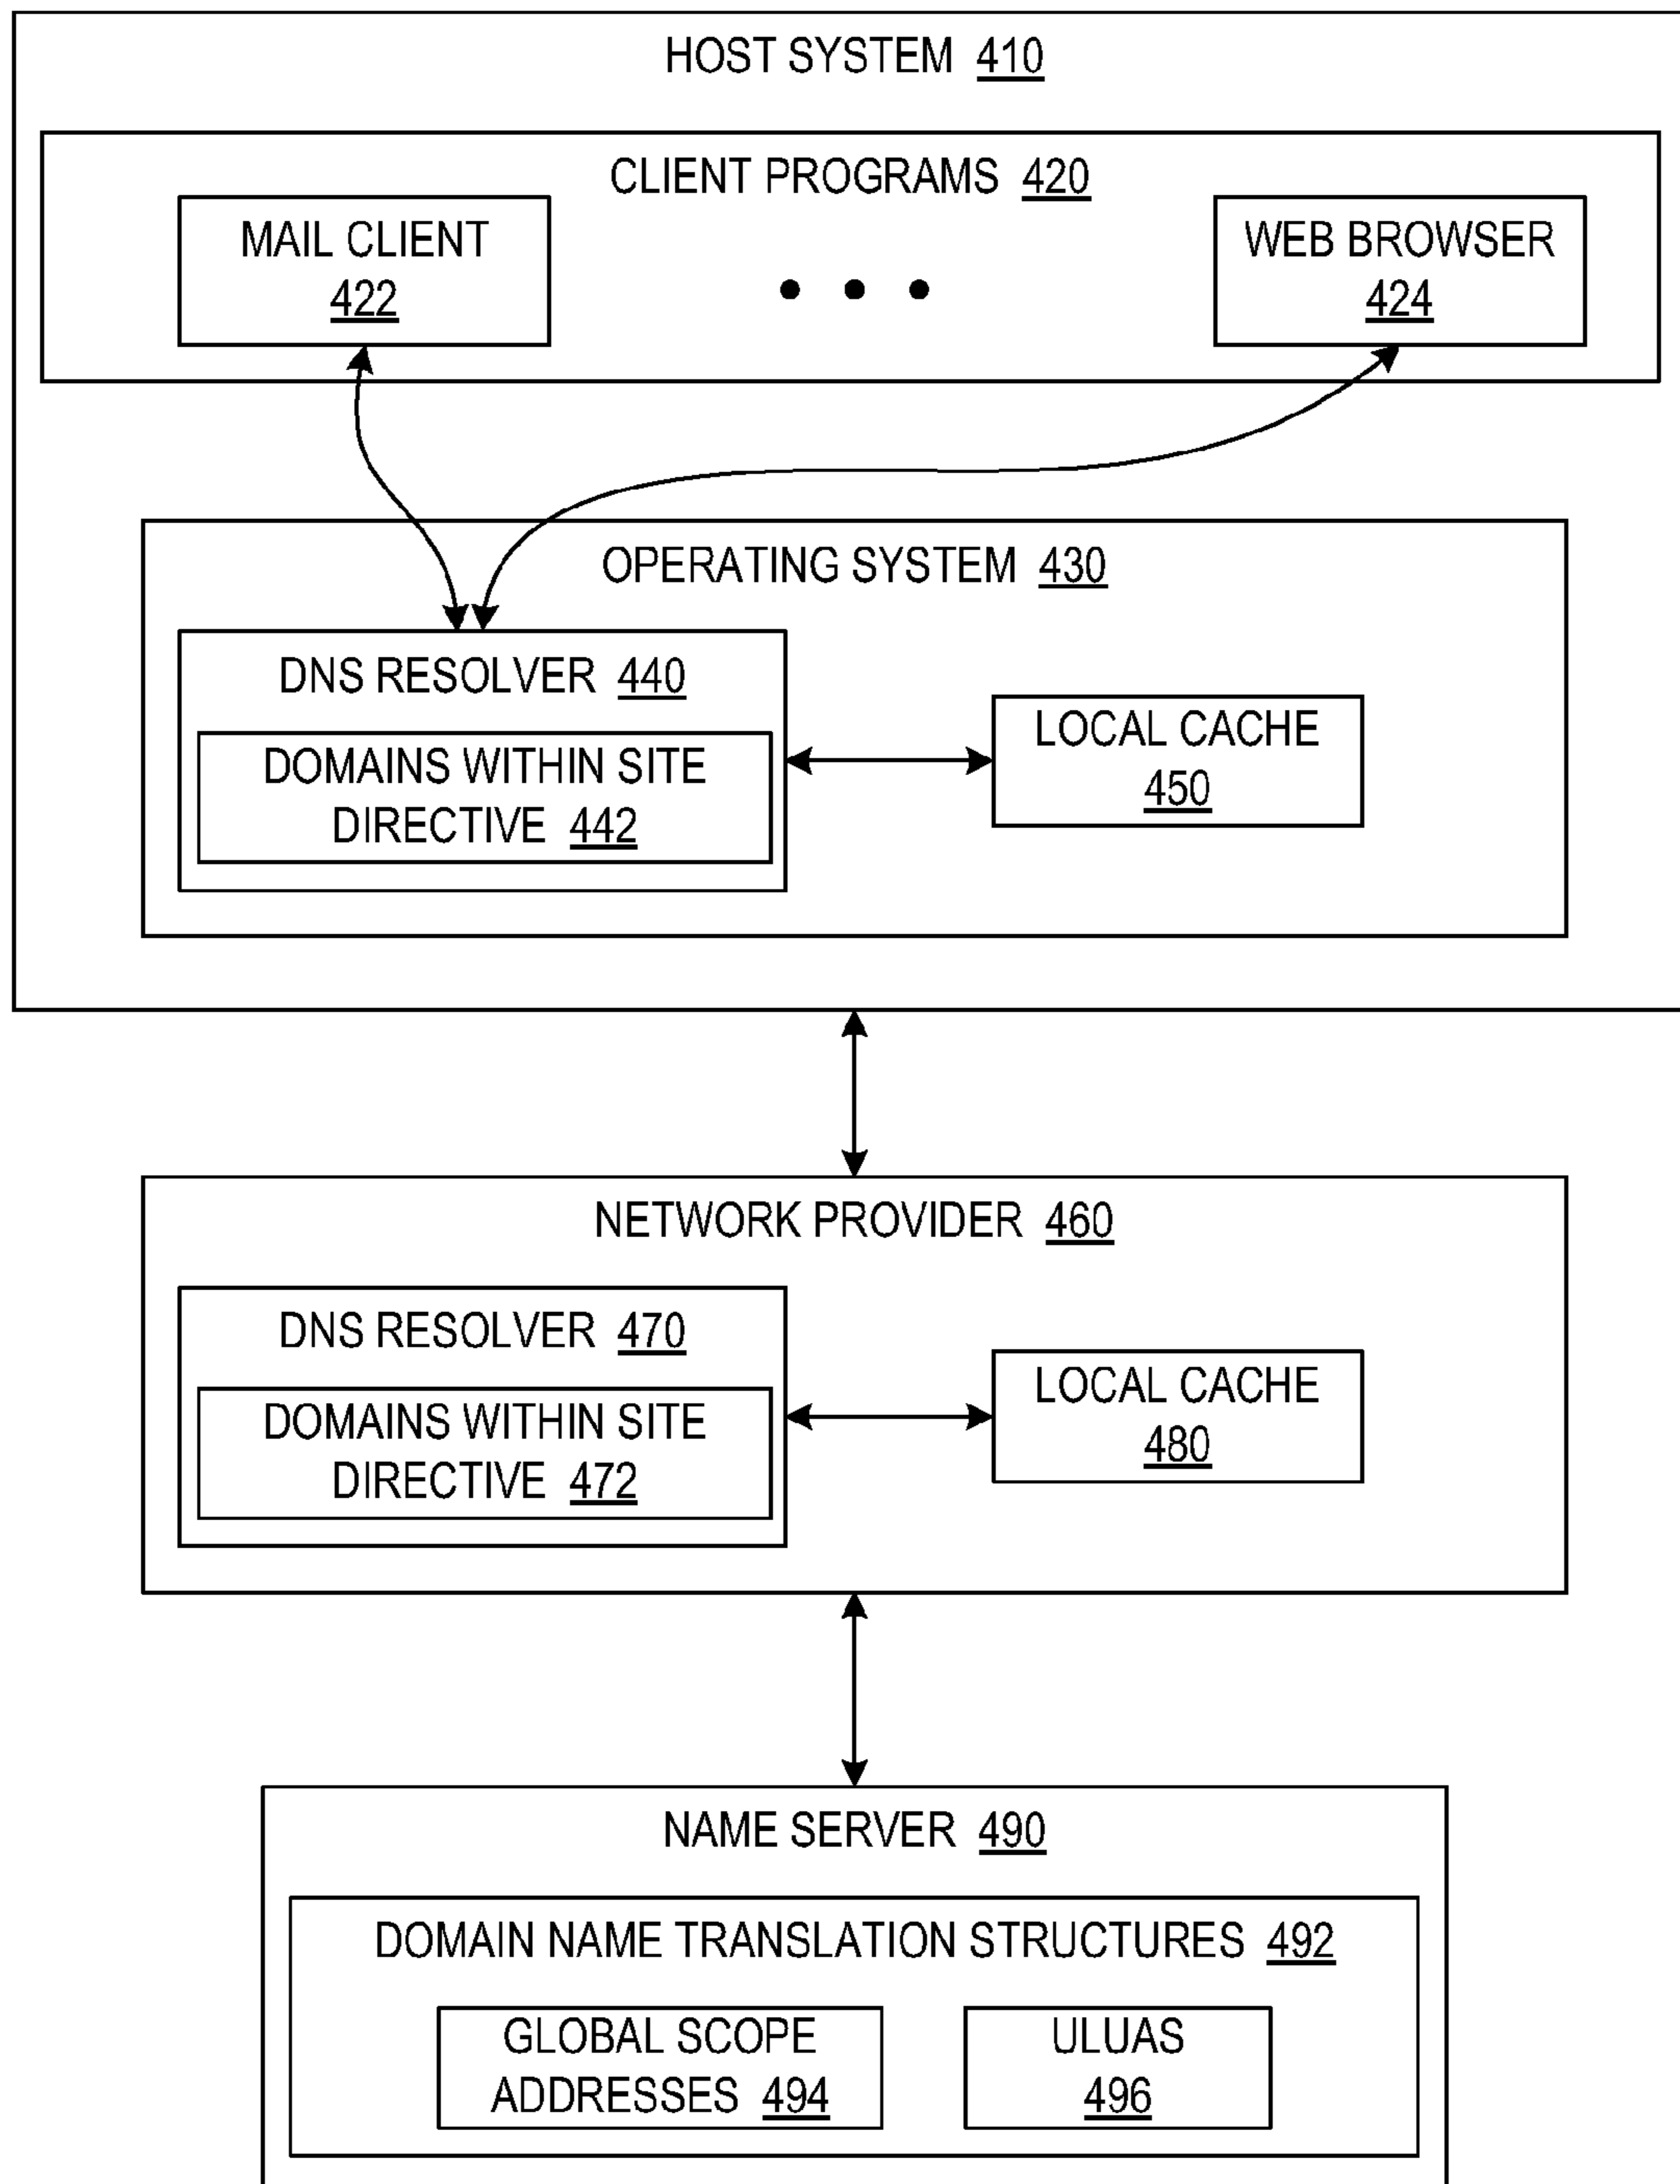 HOST SYSTEM 410
CLIENT PROGRAMS 420
MAIL CLIENT
422
WEB BROWSER
424
OPERATING SYSTEM 430
DNS RESOLVER 440
DOMAINS WITHIN SITE
DIRECTIVE 442
LOCAL CACHE
450
NETWORK PROVIDER 460
DNS RESOLVER 470
DOMAINS WITHIN SITE
DIRECTIVE 472
LOCAL CACHE
480
NAME SERVER 490
DOMAIN NAME TRANSLATION STRUCTURES 492
GLOBAL SCOPE
ADDRESSES 494
ULUAS
496